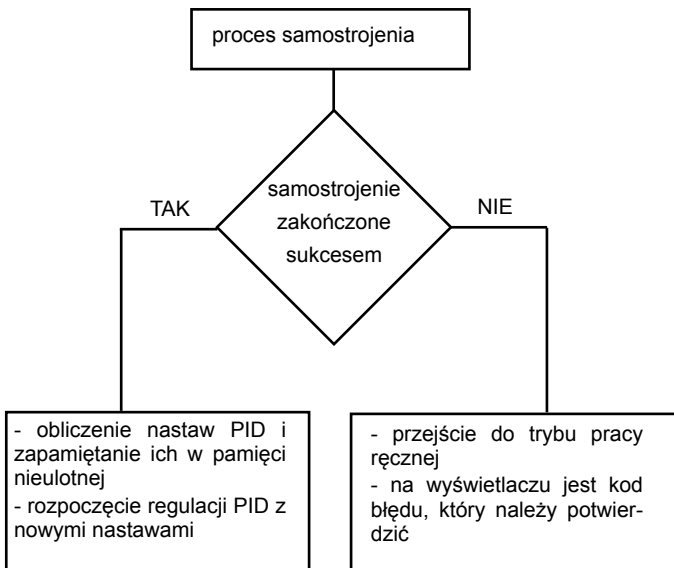 proces samostrojenia
samostrojenie
zakończone
sukcesem
TAK
NIE
- obliczenie nastaw PID i
zapamiętanie ich w pamięci
nieulotnej
- rozpoczęcie regulacji PID z
nowymi nastawami
- przejście do trybu pracy
ręcznej
- na wyświetlaczu jest kod
błędu, który należy potwier-
dzić